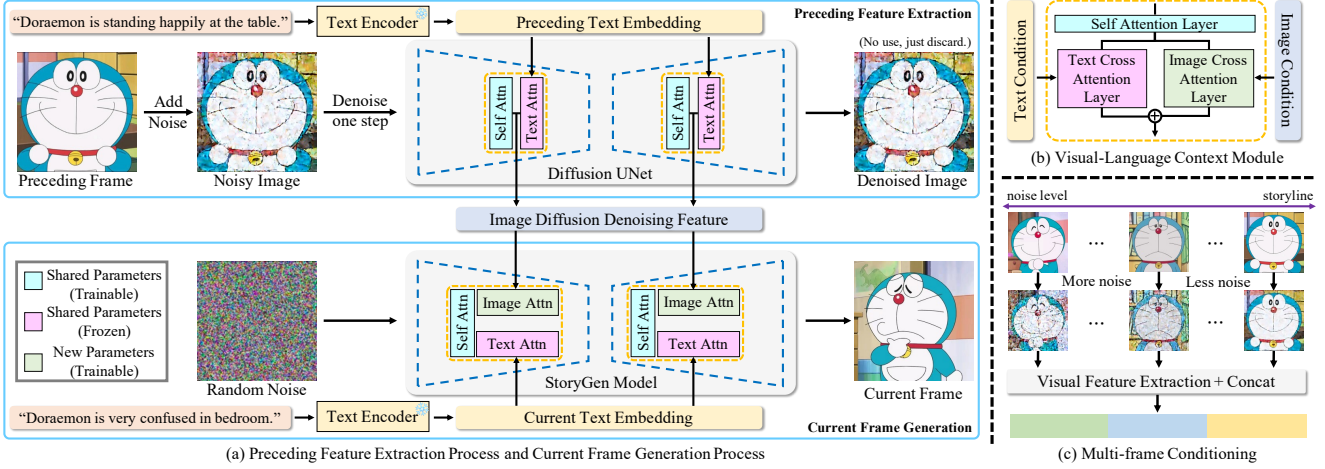 "Doraemon is standing happily at the table."
Text Encoder
Preceding Text Embedding
Preceding Feature Extraction
(No use, just discard.)
Add
Noise
Denoise
one step
Self Attn
Text Attn
Self Attn
Text Attn
Preceding Frame
Noisy Image
Diffusion UNet
Denoised Image
Image Diffusion Denoising Feature
Shared Parameters
(Trainable)
Shared Parameters
(Frozen)
New Parameters
(Trainable)
Self Attn
Image Attn
Text Attn
Self Attn
Image Attn
Text Attn
Random Noise
StoryGen Model
Current Frame
"Doraemon is very confused in bedroom."
Text Encoder
Current Text Embedding
Current Frame Generation
(a) Preceding Feature Extraction Process and Current Frame Generation Process
Text Condition
Self Attention Layer
Text Cross
Attention
Layer
Image Cross
Attention
Layer
Image Condition
(b) Visual-Language Context Module
noise level
storyline
...
...
More noise
Less noise
...
...
Visual Feature Extraction + Concat
(c) Multi-frame Conditioning